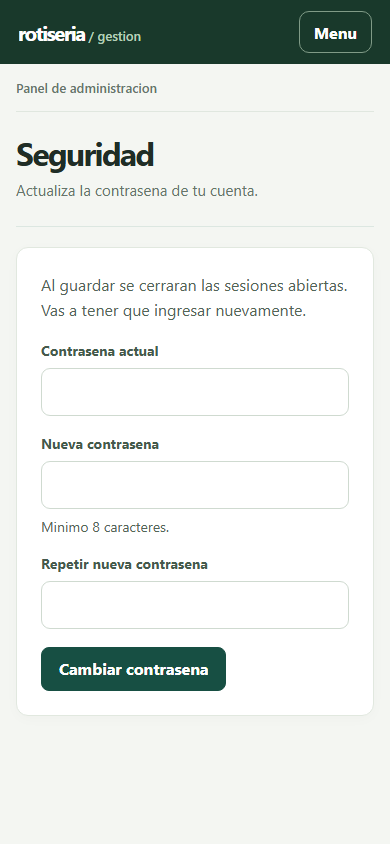 rotiseria / gestion
Menu
Panel de administracion
Seguridad
Actualiza la contrasena de tu cuenta.
Al guardar se cerraran las sesiones abiertas.
Vas a tener que ingresar nuevamente.
Contrasena actual
Nueva contrasena
Minimo 8 caracteres.
Repetir nueva contrasena
Cambiar contrasena